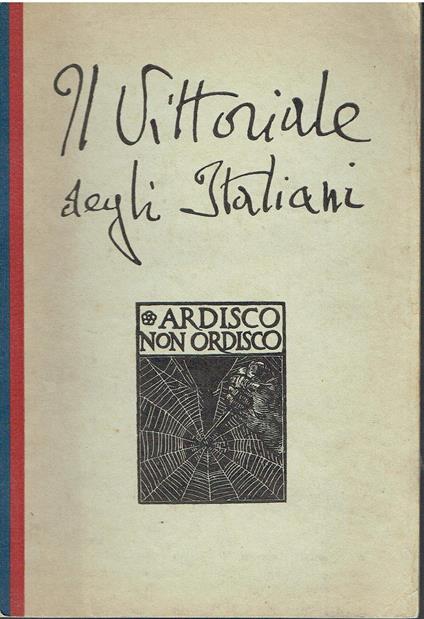 Il Vittoriale
degli Italiani
ARDISCO
NON ORDISCO